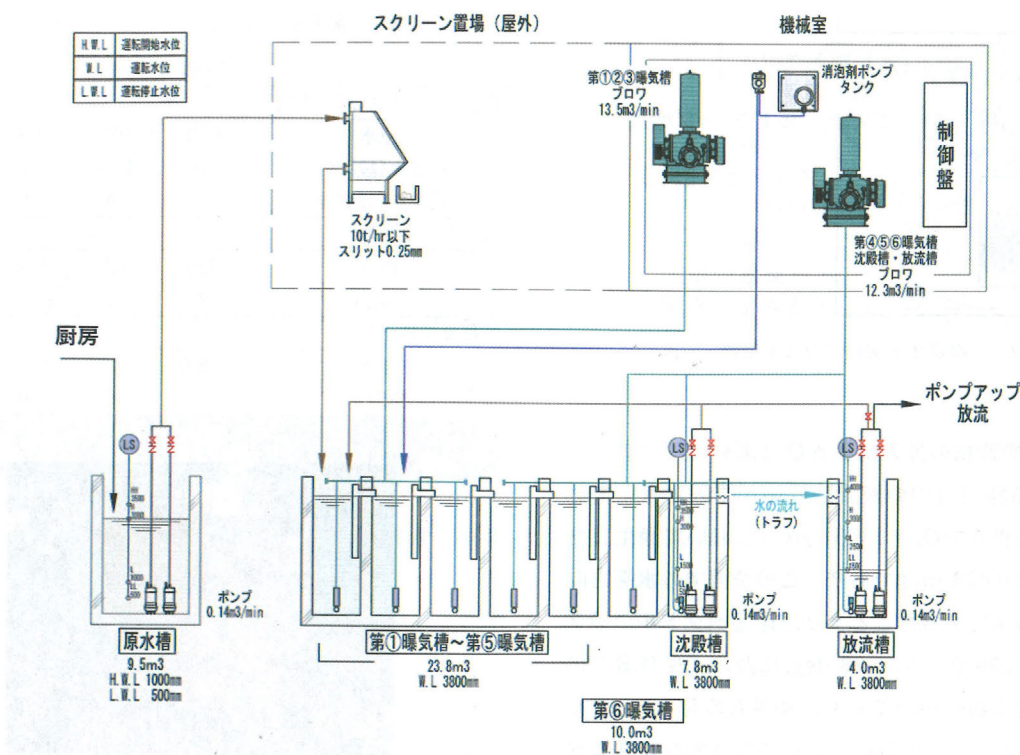 スクリーン置場（屋外）
機械室
H.W.L 運転開始水位
W.L 運転水位
L.W.L 運転停止水位
第①②③曝気槽
ブロワ
13.5m3/min
消泡剤ポンプ
タンク
制御盤
スクリーン
10t/hr以下
スリット0.25mm
第④⑤⑥曝気槽
沈殿槽・放流槽
ブロワ
12.3m3/min
厨房
ポンプアップ
放流
LS
LS
LS
水の流れ
(トラフ)
ポンプ
0.14m3/min
ポンプ
0.14m3/min
ポンプ
0.14m3/min
原水槽
9.5m3
H.W.L 1000mm
L.W.L 500mm
第①曝気槽～第⑤曝気槽
23.8m3
W.L 3800mm
沈殿槽
7.8m3
W.L 3800mm
放流槽
4.0m3
W.L 3800mm
第⑥曝気槽
10.0m3
W.L 3800mm